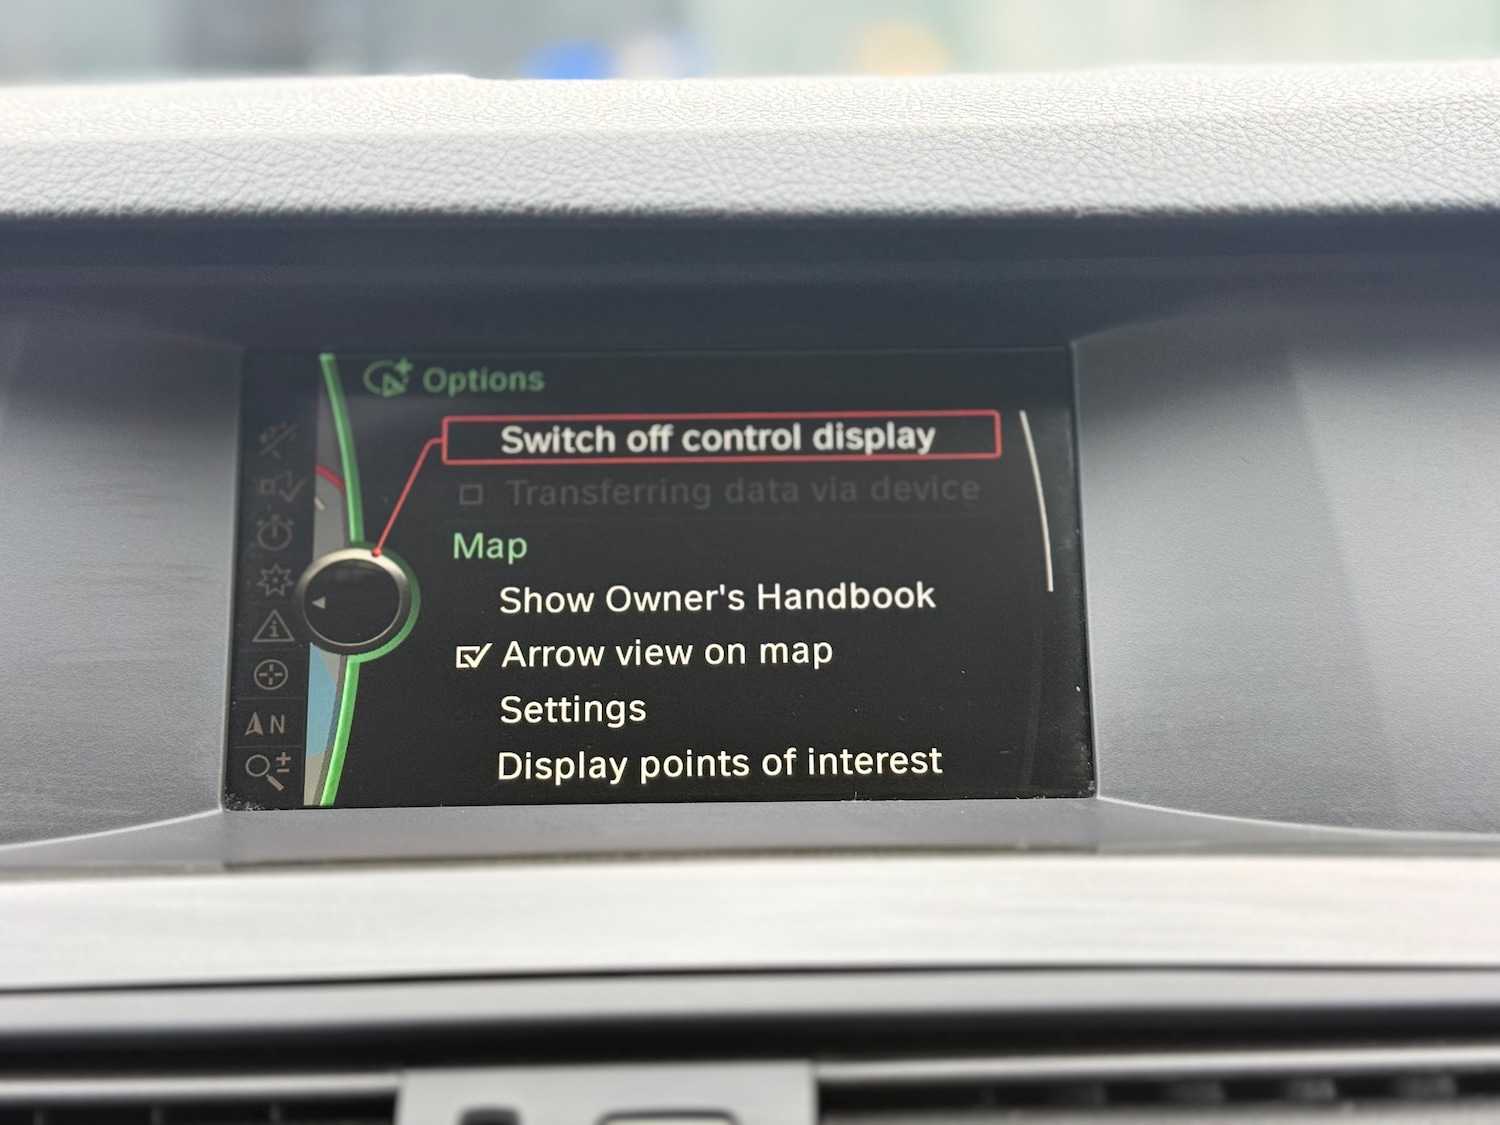 Options
Switch off control display
Transferring data via device
Map
Show Owner's Handbook
Arrow view on map
Settings
N
Display points of interest